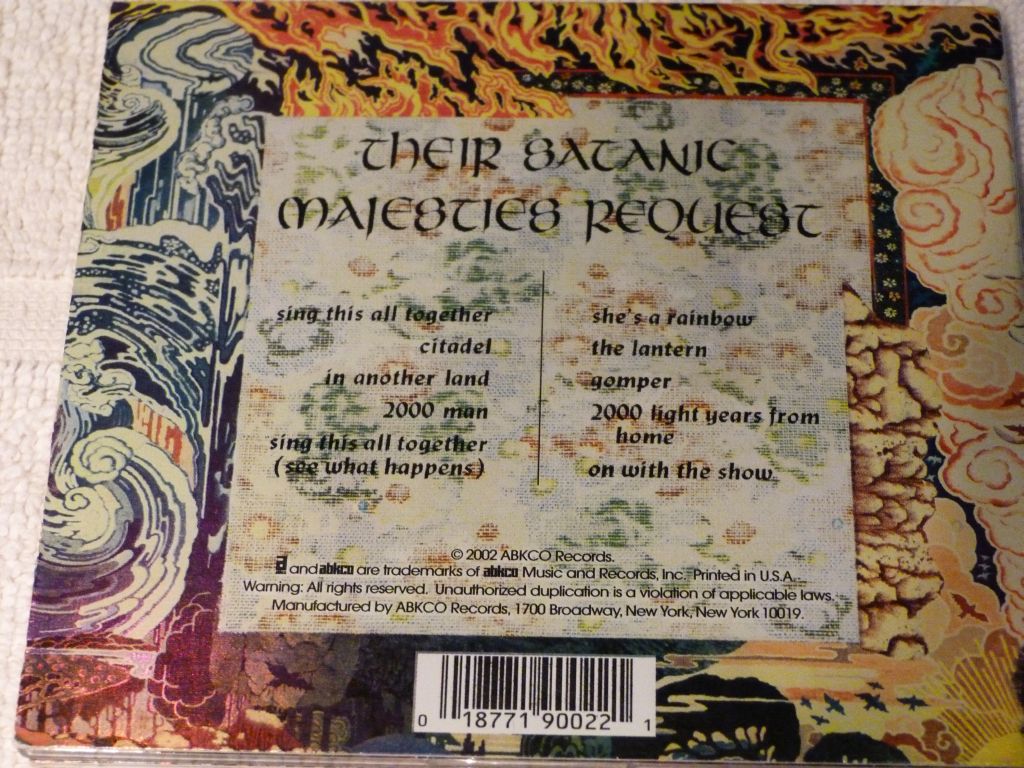 their satanic
majesties request
sing this all together
citadel
in another land
2000 man
sing this all together
(see what happens)
she's a rainbow
the lantern
gomper
2000 light years from
home
on with the show
© 2002 ABKCO Records.
a and abkco are trademarks of abkco Music and Records, Inc. Printed in U.S.A.
Warning: All rights reserved. Unauthorized duplication is a violation of applicable laws.
Manufactured by ABKCO Records, 1700 Broadway, New York, New York 10019.
0 18771 90022 1